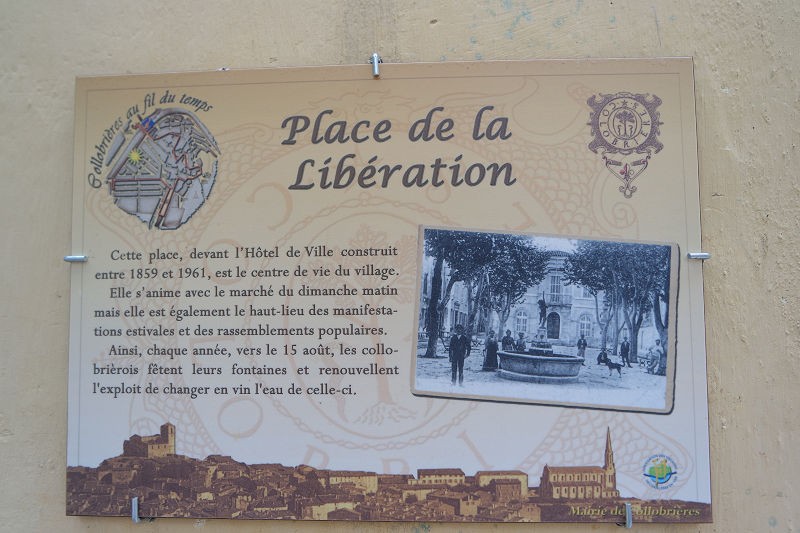 Collobrières au fil du temps
Place de la
Libération
COLOBRIERES
Cette place, devant l'Hôtel de Ville construit
entre 1859 et 1961, est le centre de vie du village.
Elle s'anime avec le marché du dimanche matin
mais elle est également le haut-lieu des manifesta-
tions estivales et des rassemblements populaires.
Ainsi, chaque année, vers le 15 août, les collo-
brièrois fêtent leurs fontaines et renouvellent
l'exploit de changer en vin l'eau de celle-ci.
Mairie de Collobrières